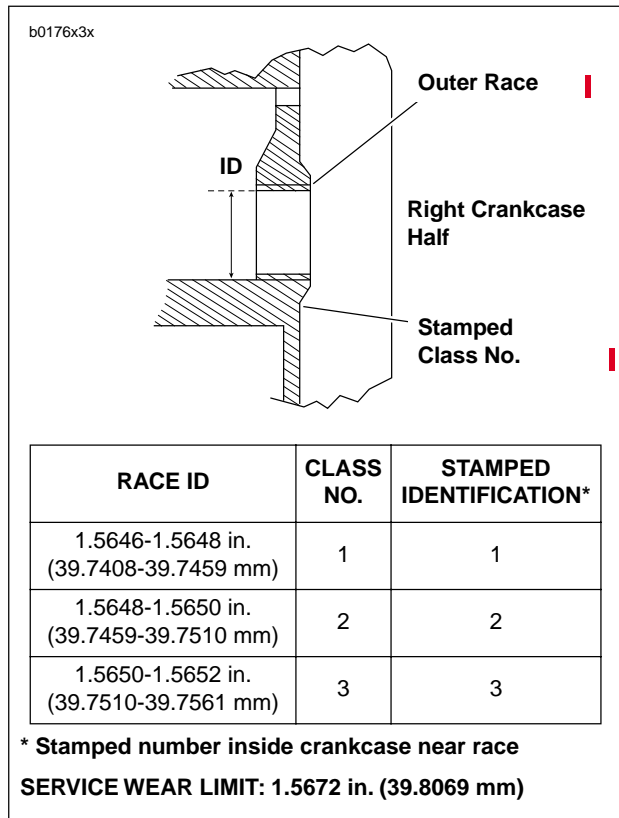 b0176x3x
Outer Race
ID
Right Crankcase
Half
Stamped
Class No.
RACE ID
CLASS
NO.
STAMPED
IDENTIFICATION*
1.5646-1.5648 in.
(39.7408-39.7459 mm)
1
1
1.5648-1.5650 in.
(39.7459-39.7510 mm)
2
2
1.5650-1.5652 in.
(39.7510-39.7561 mm)
3
3
* Stamped number inside crankcase near race
SERVICE WEAR LIMIT: 1.5672 in. (39.8069 mm)